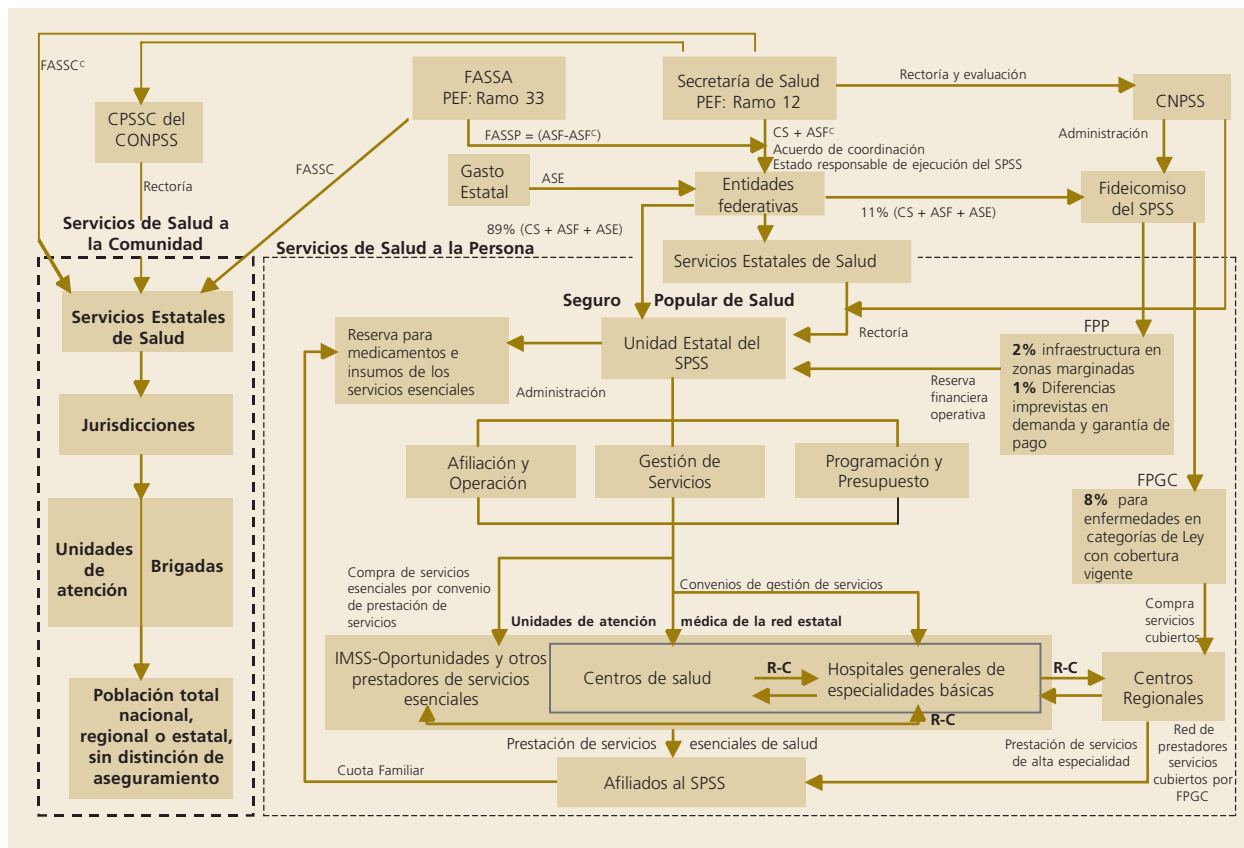 FASSCᶜ
FASSA
PEF: Ramo 33
Secretaría de Salud
PEF: Ramo 12
Rectoría y evaluación
CNPSS
CPSSC del
CONPSS
FASSP = (ASF-ASFᶜ)
CS + ASFᶜ
Acuerdo de coordinación
Estado responsable de ejecución del SPSS
Administración
FASSC
Rectoría
Gasto
Estatal
ASE
Entidades
federativas
11% (CS + ASF + ASE)
Fideicomiso
del SPSS
Servicios de Salud a
la Comunidad
89% (CS + ASF + ASE)
Servicios de Salud a la Persona
Servicios Estatales de Salud
Servicios Estatales
de Salud
Seguro Popular de Salud
Reserva para
medicamentos e
insumos de los
servicios esenciales
Unidad Estatal del
SPSS
Rectoría
FPP
2% infraestructura en
zonas marginadas
1% Diferencias
imprevistas en
demanda y garantía de
pago
Administración
Reserva
financiera
operativa
Jurisdicciones
Afiliación y
Operación
Gestión de
Servicios
Programación y
Presupuesto
FPGC
8% para
enfermedades en
categorías de Ley
con cobertura
vigente
Unidades
de
atención
Brigadas
Compra de servicios
esenciales por convenio
de prestación de
servicios
Convenios de gestión de servicios
Compra
servicios
cubiertos
Unidades de atención médica de la red estatal
IMSS-Oportunidades y otros
prestadores de servicios
esenciales
Centros de salud
R-C
Hospitales generales de
especialidades básicas
R-C
Centros
Regionales
R-C
Población total
nacional,
regional o estatal,
sin distinción de
aseguramiento
Prestación de servicios esenciales de salud
Prestación de servicios
de alta especialidad
Red de
prestadores
servicios
cubiertos por
FPGC
Cuota Familiar
Afiliados al SPSS